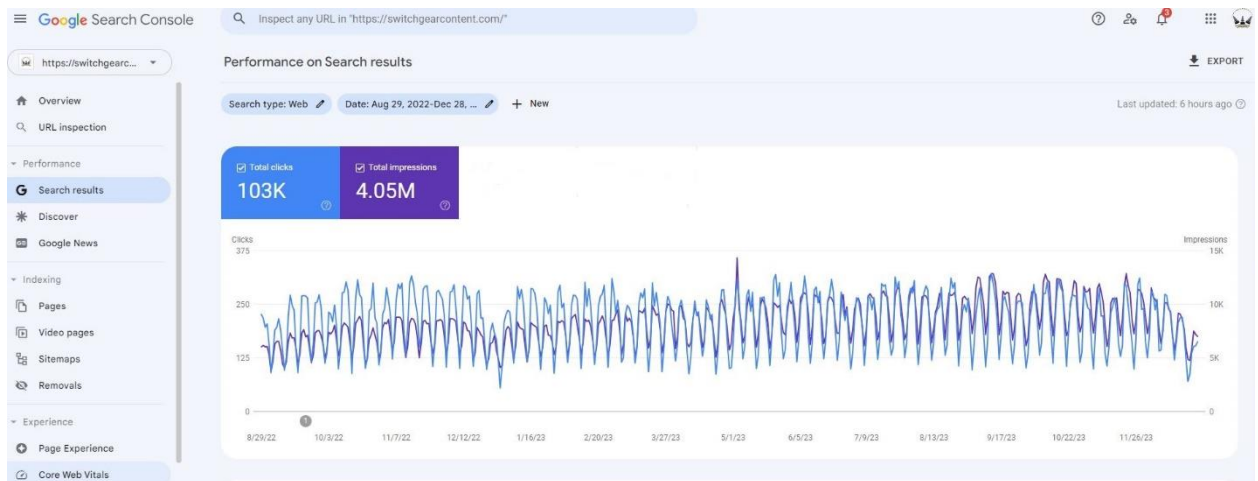 Google Search Console
Inspect any URL in "https://switchgearcontent.com/"
3
https://switchgearc...
Performance on Search results
EXPORT
Overview
URL inspection
Search type: Web
Date: Aug 29, 2022-Dec 28, ...
+ New
Last updated: 6 hours ago
Performance
Search results
Discover
Google News
Total clicks
103K
Total impressions
4.05M
Clicks
375
250
125
0
Impressions
15K
10K
5K
0
1
8/29/22 10/3/22 11/7/22 12/12/22 1/16/23 2/20/23 3/27/23 5/1/23 6/5/23 7/9/23 8/13/23 9/17/23 10/22/23 11/26/23
Indexing
Pages
Video pages
Sitemaps
Removals
Experience
Page Experience
Core Web Vitals